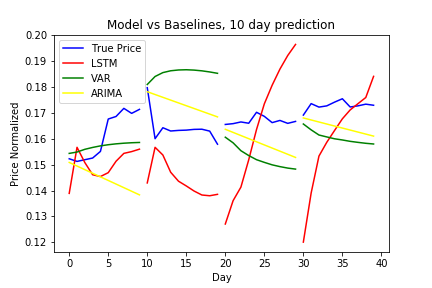 Model vs Baselines, 10 day prediction
Price Normalized
0.20
0.19
0.18
0.17
0.16
0.15
0.14
0.13
0.12
True Price
LSTM
VAR
ARIMA
0 5 10 15 20 25 30 35 40
Day